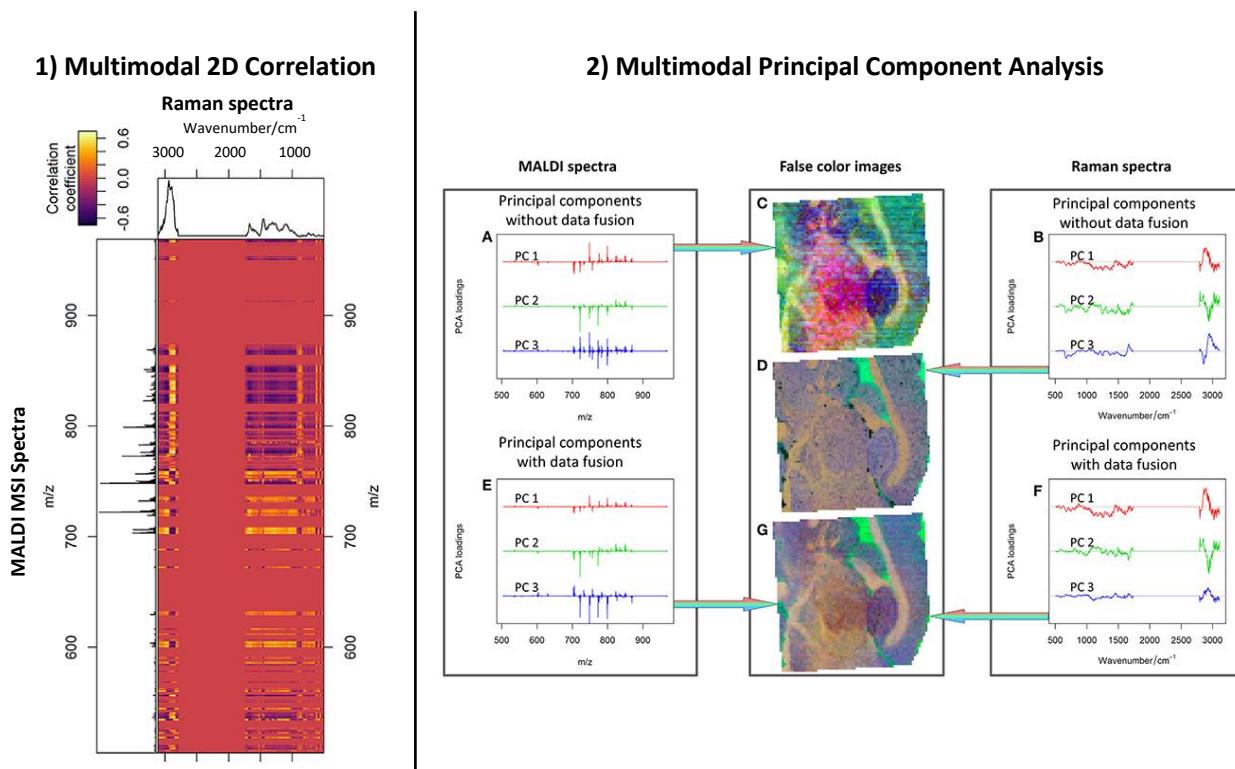 1) Multimodal 2D Correlation
Raman spectra
Wavenumber/cm-1
3000 2000 1000
Correlation
coefficient
-0.6 0.0 0.6
MALDI MSI Spectra
m/z
900
800
700
600
900
800
700
600
m/z
2) Multimodal Principal Component Analysis
MALDI spectra
Principal components
without data fusion
A
PC 1
PC 2
PC 3
PCA loadings
500 600 700 800 900
m/z
Principal components
with data fusion
E
PC 1
PC 2
PC 3
PCA loadings
500 600 700 800 900
m/z
False color images
C
D
G
Raman spectra
Principal components
without data fusion
B
PC 1
PC 2
PC 3
PCA loadings
500 1000 1500 2000 2500 3000
Wavenumber/cm−1
Principal components
with data fusion
F
PC 1
PC 2
PC 3
PCA loadings
500 1000 1500 2000 2500 3000
Wavenumber/cm−1